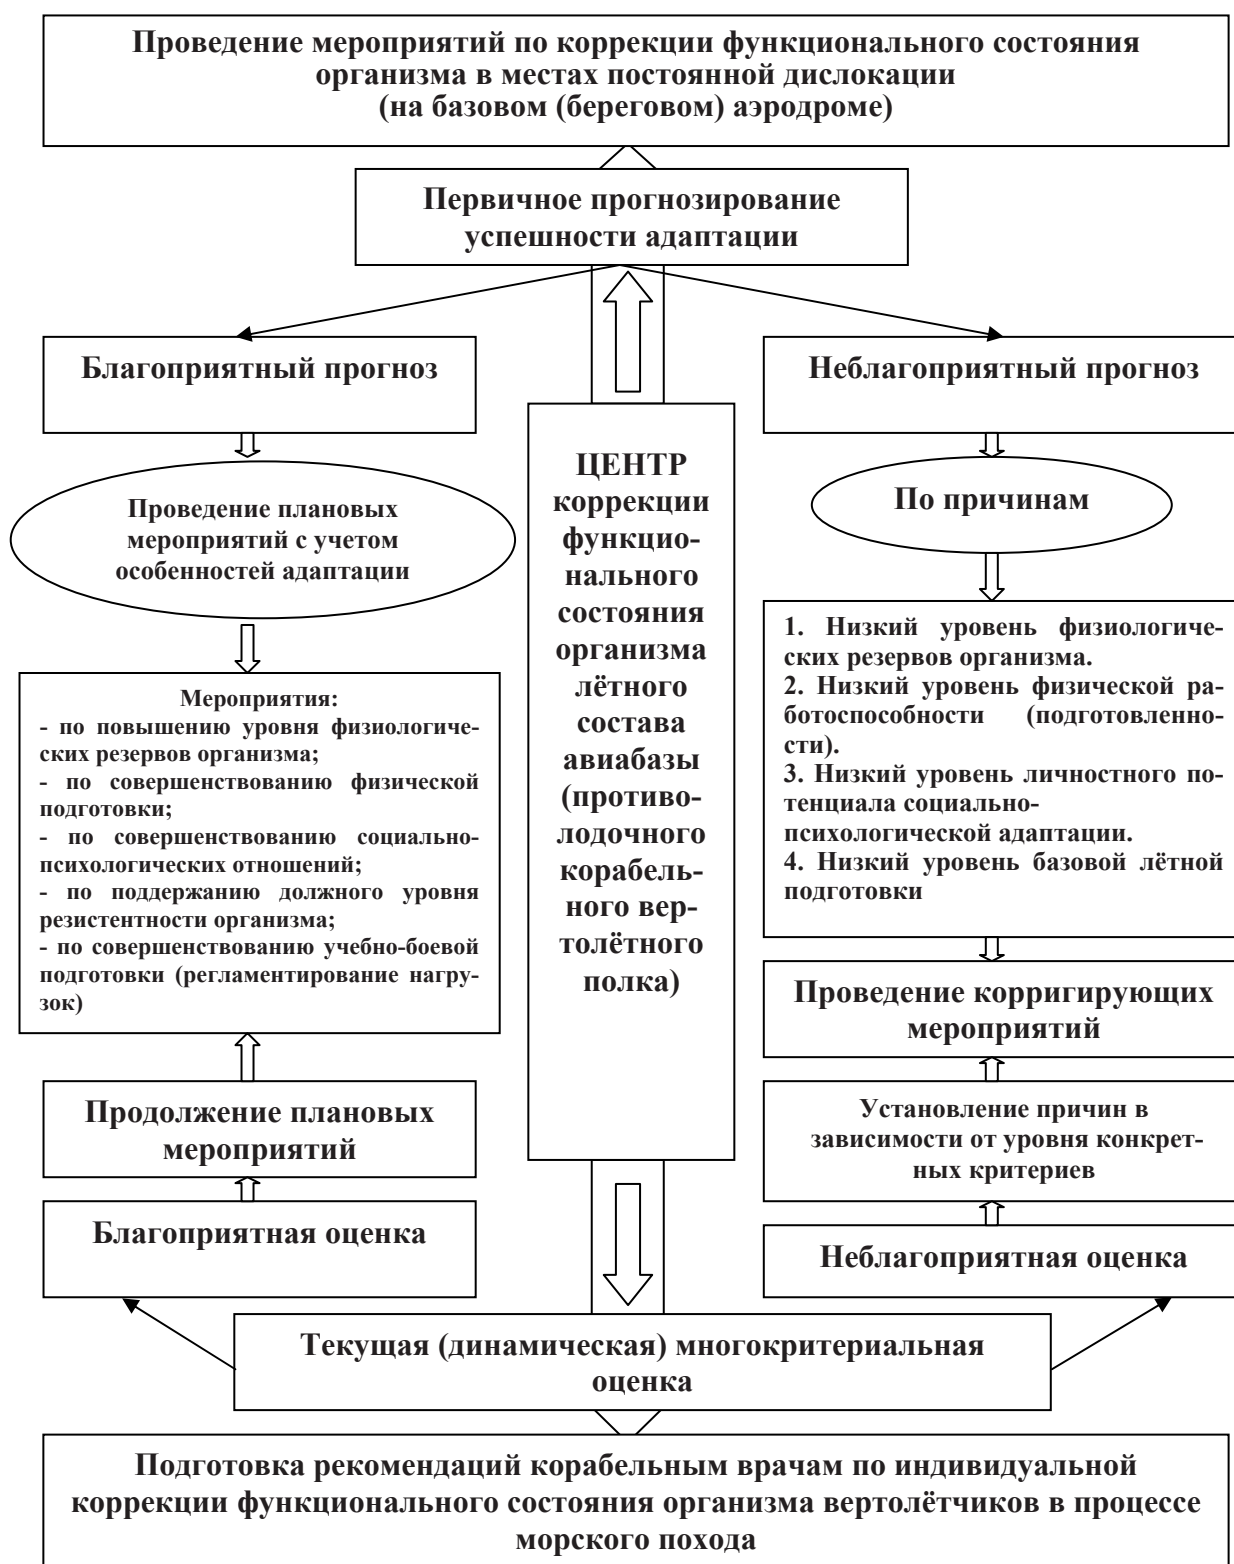 Проведение мероприятий по коррекции функционального состояния
организма в местах постоянной дислокации
(на базовом (береговом) аэродроме)
Первичное прогнозирование
успешности адаптации
Благоприятный прогноз
Проведение плановых
мероприятий с учетом
особенностей адаптации
Мероприятия:
- по повышению уровня физиологиче-
ских резервов организма;
- по совершенствованию физической
подготовки;
- по совершенствованию социально-
психологических отношений;
- по поддержанию должного уровня
резистентности организма;
- по совершенствованию учебно-боевой
подготовки (регламентирование нагру-
зок)
Продолжение плановых
мероприятий
Благоприятная оценка
ЦЕНТР
коррекции
функцио-
нального
состояния
организма
лётного
состава
авиабазы
(противо-
лодочного
корабель-
ного вер-
толётного
полка)
Неблагоприятный прогноз
По причинам
1. Низкий уровень физиологиче-
ских резервов организма.
2. Низкий уровень физической ра-
ботоспособности (подготовленно-
сти).
3. Низкий уровень личностного по-
тенциала социально-
психологической адаптации.
4. Низкий уровень базовой лётной
подготовки
Проведение корригирующих
мероприятий
Установление причин в
зависимости от уровня конкрет-
ных критериев
Неблагоприятная оценка
Текущая (динамическая) многокритериальная
оценка
Подготовка рекомендаций корабельным врачам по индивидуальной
коррекции функционального состояния организма вертолётчиков в процессе
морского похода